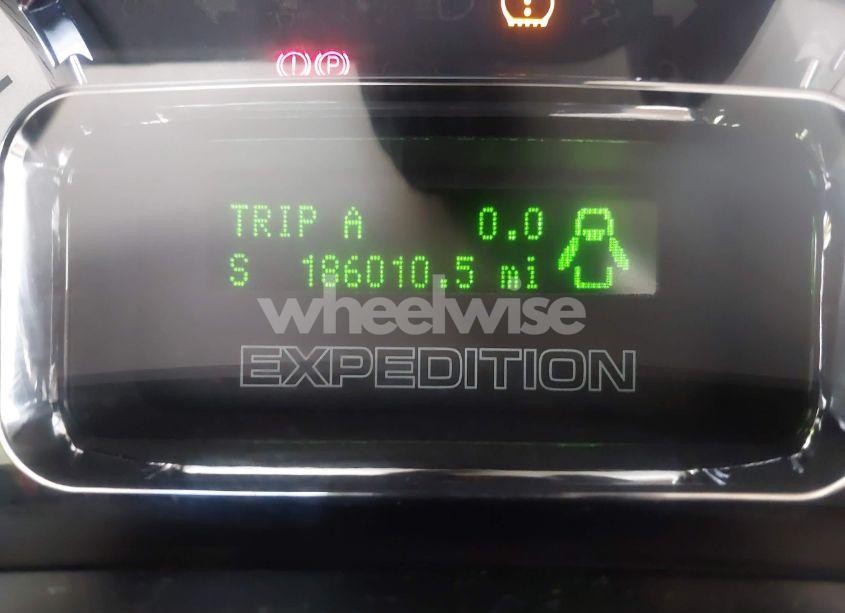 (!) (P)
TRIP A 0.0
S 186010.5 mi
wheelwise
EXPEDITION